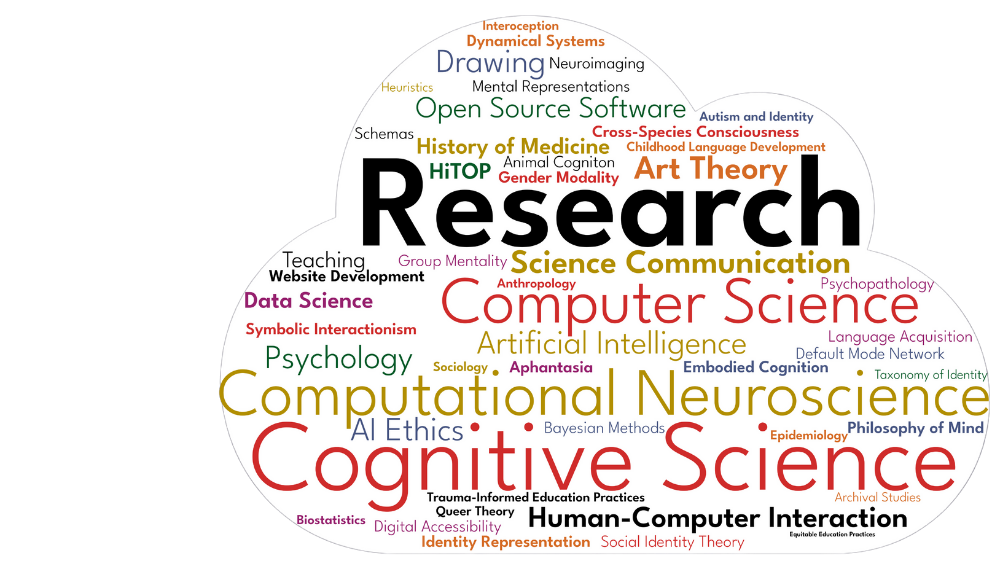 Interoception
Dynamical Systems
Drawing Neuroimaging
Heuristics Mental Representations
Open Source Software
Autism and Identity
Schemas Cross-Species Consciousness
History of Medicine Childhood Language Development
Animal Cogniton
HiTOP Gender Modality Art Theory
Research
Teaching Group Mentality Science Communication
Website Development
Anthropology Psychopathology
Data Science Computer Science
Symbolic Interactionism
Language Acquisition
Artificial Intelligence
Psychology Default Mode Network
Sociology Aphantasia Embodied Cognition
Taxonomy of Identity
Computational Neuroscience
AI Ethics Bayesian Methods Epidemiology Philosophy of Mind
Cognitive Science
Trauma-Informed Education Practices Archival Studies
Queer Theory
Biostatistics Digital Accessibility Human-Computer Interaction
Equitable Education Practices
Identity Representation Social Identity Theory